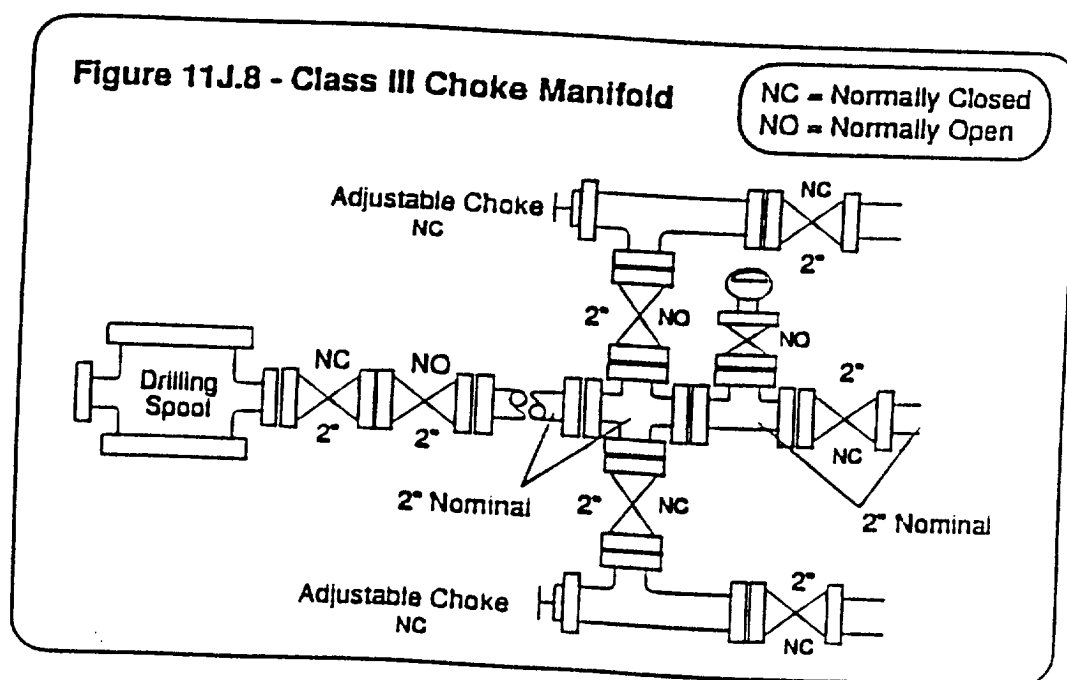 Figure 11J.8 - Class III Choke Manifold
NC = Normally Closed
NO = Normally Open
Adjustable Choke
NC
NC
2"
2"
NO
NO
Drilling
Spool
NC
NO
2"
2"
2"
NC
2" Nominal
2"
NC
2" Nominal
Adjustable Choke
NC
2"
NC